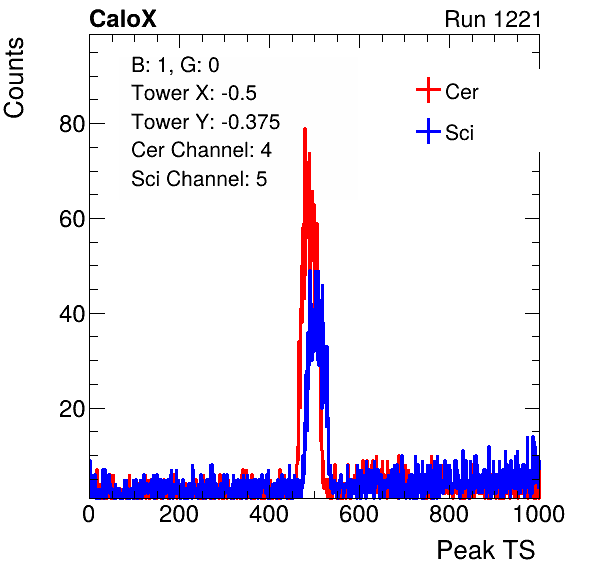 CaloX Run 1221
Counts
B: 1, G: 0
Tower X: -0.5
Tower Y: -0.375
Cer Channel: 4
Sci Channel: 5
Cer
Sci
80
60
40
20
0 200 400 600 800 1000
Peak TS